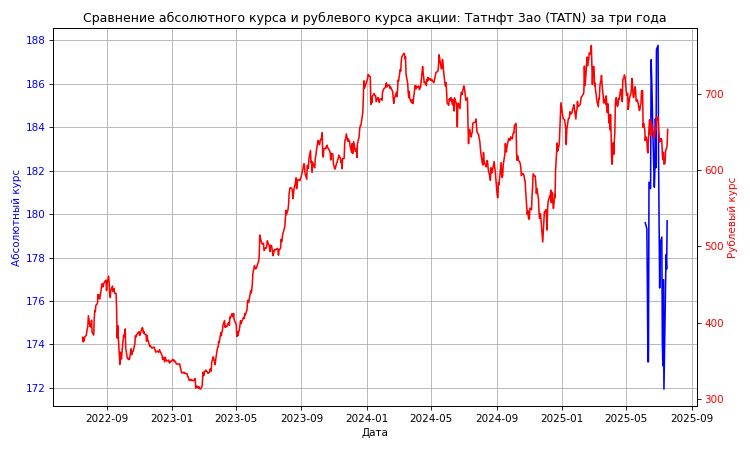 Сравнение абсолютного курса и рублевого курса акции: Татнфт 3ао (TATN) за три года
188
186
184
182
180
178
176
174
172
Абсолютный курс
700
600
500
400
300
Рублевый курс
2022-09 2023-01 2023-05 2023-09 2024-01 2024-05 2024-09 2025-01 2025-05 2025-09
Дата